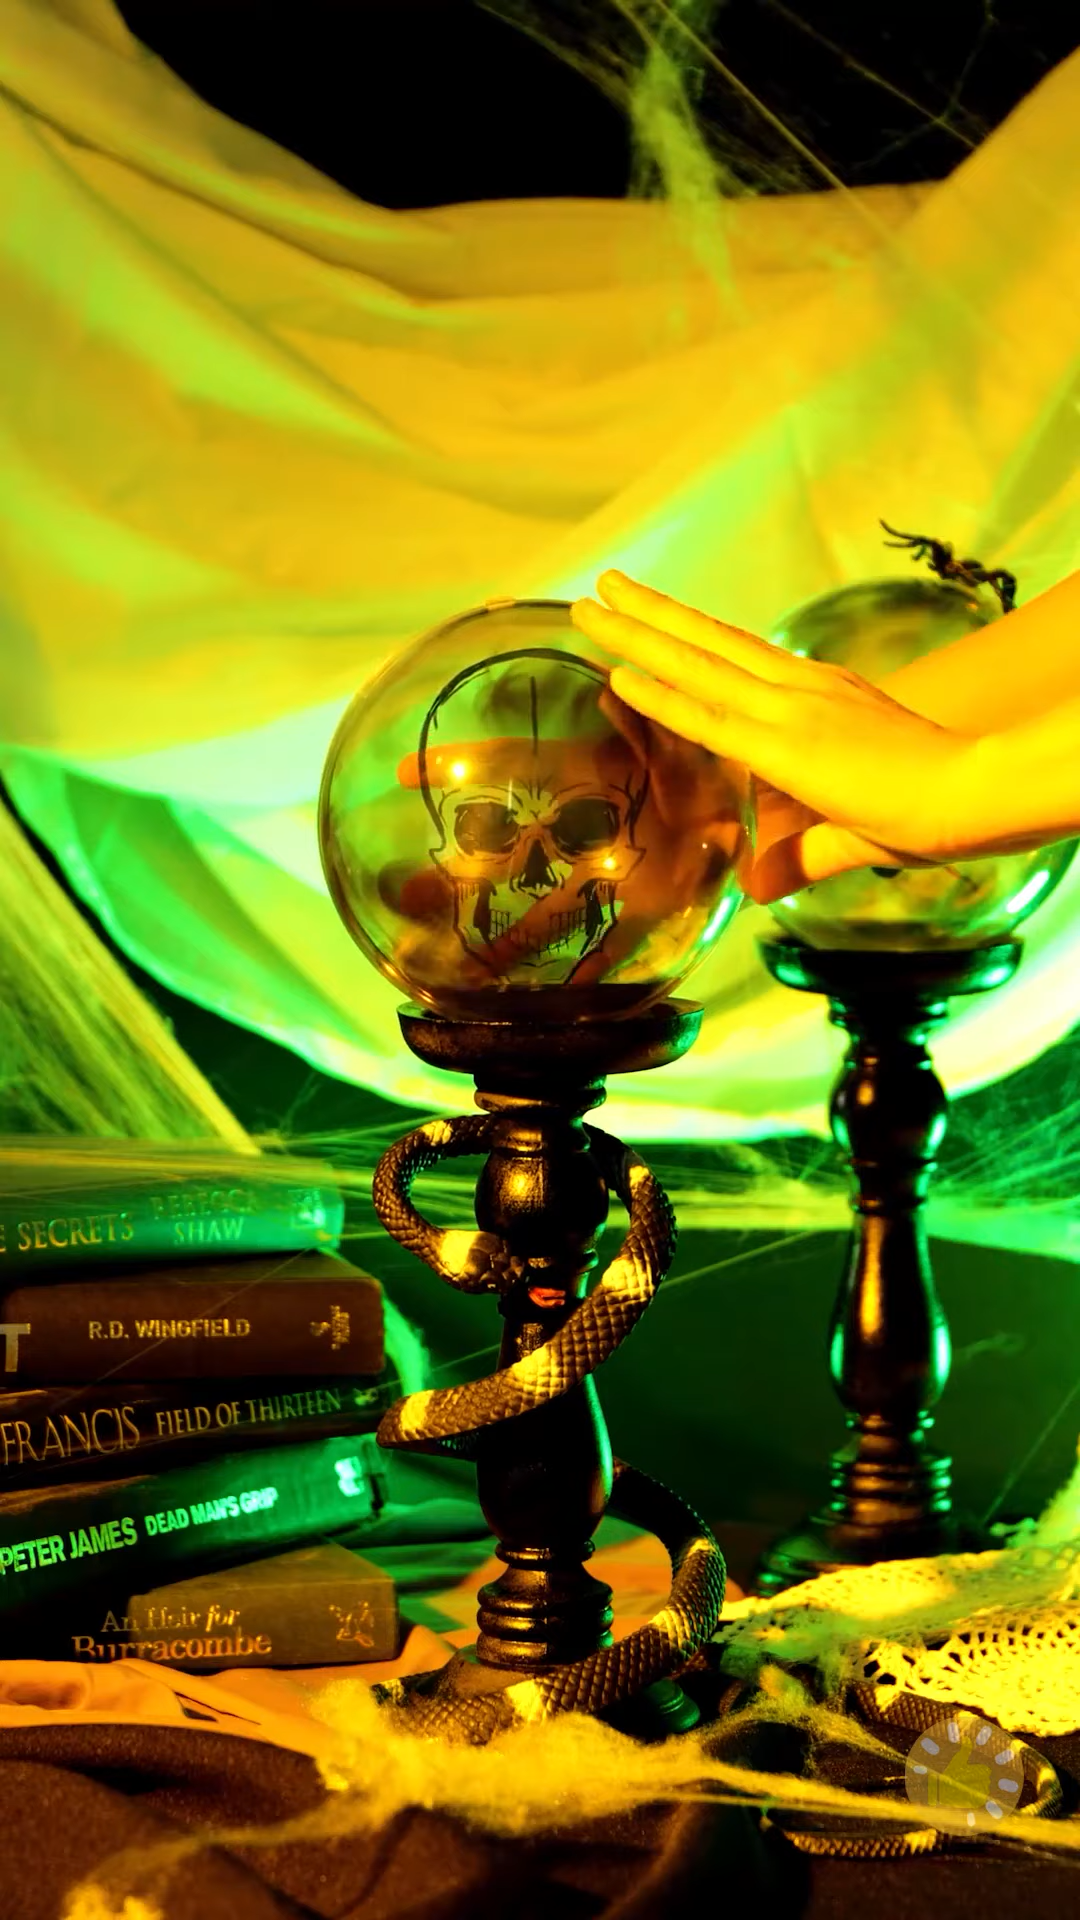 E SECRETS REBECCA SHAW
T R.D. WINGFIELD
FRANCIS FIELD OF THIRTEEN
PETER JAMES DEAD MAN'S GRIP
An Heir for
Burracombe